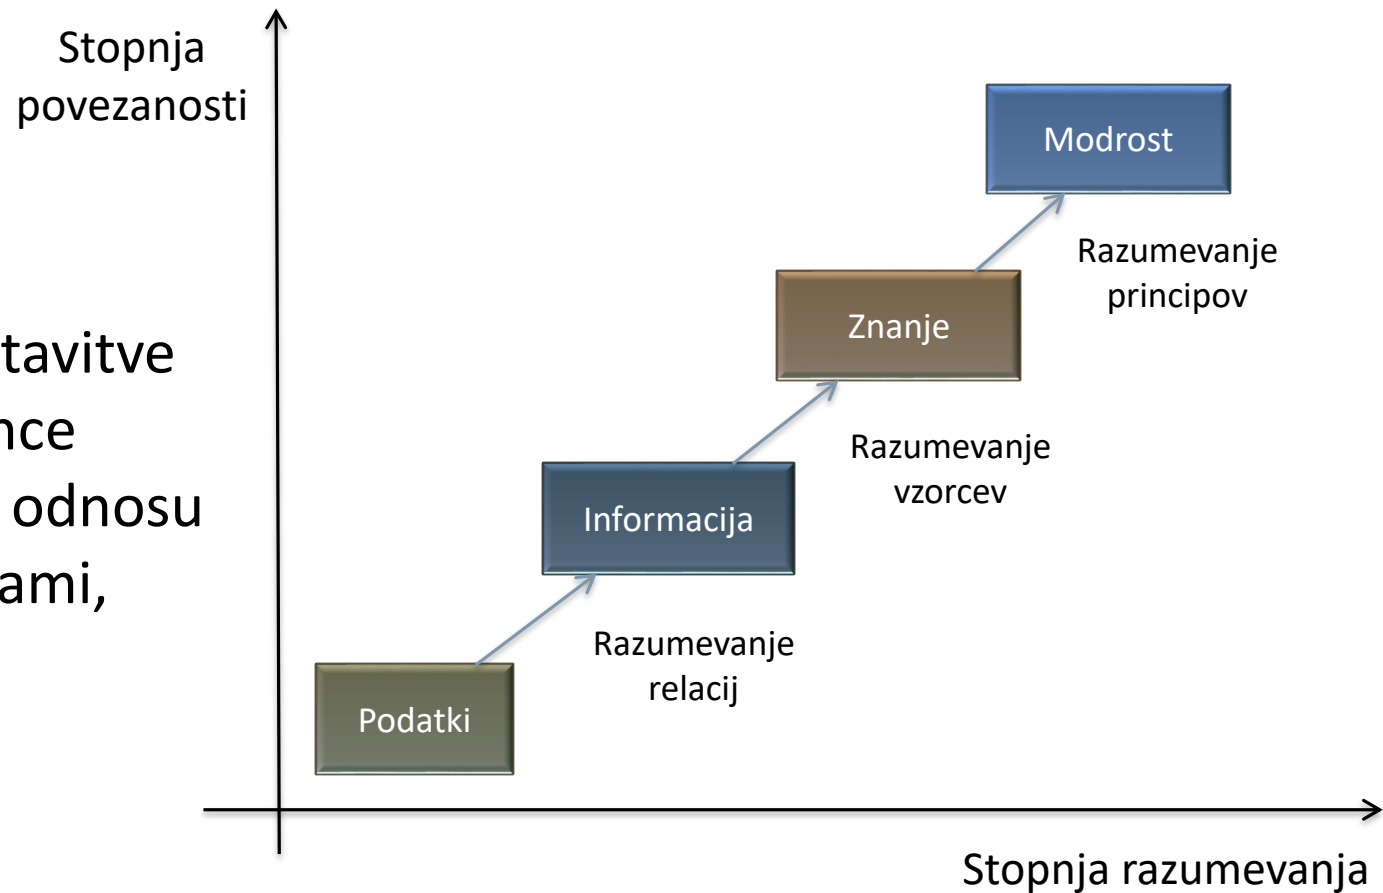 Stopnja
povezanosti
Modrost
Razumevanje
principov
Znanje
Razumevanje
vzorcev
Informacija
Razumevanje
relacij
Podatki
Stopnja razumevanja
tavitve
nce
odnosu
ami,